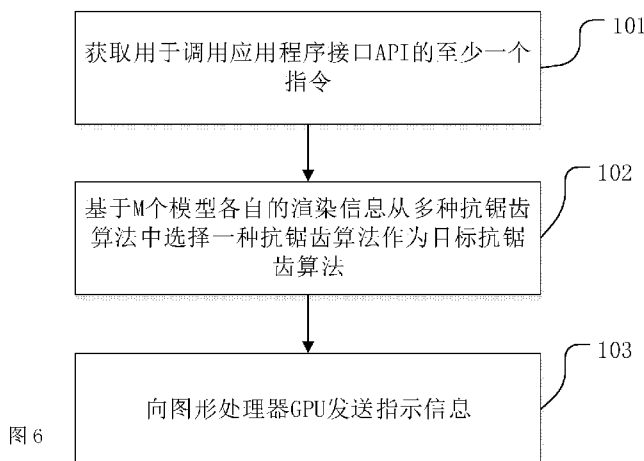 获取用于调用应用程序接口API的至少一个
指令
101
基于M个模型各自的渲染信息从多种抗锯齿
算法中选择一种抗锯齿算法作为目标抗锯
齿算法
102
向图形处理器GPU发送指示信息
103
图6